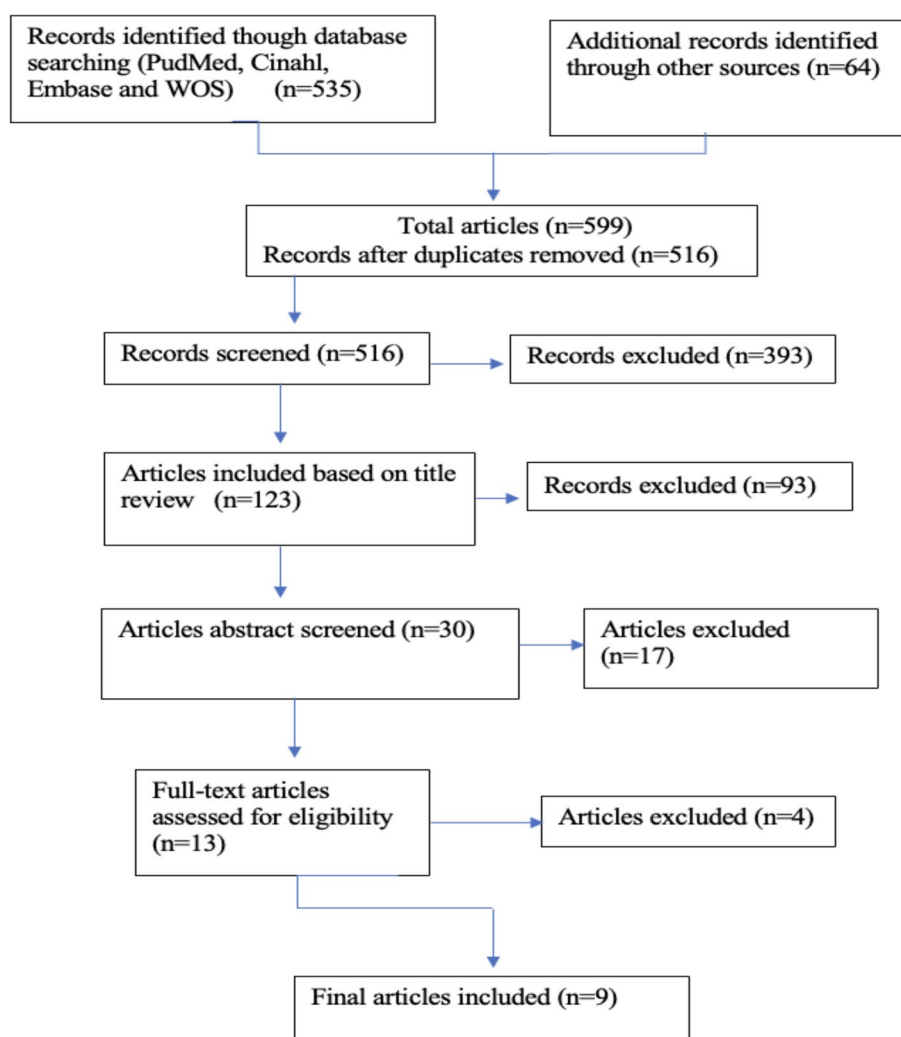 Records identified though database
searching (PudMed, Cinahl,
Embase and WOS) (n=535)
Additional records identified
through other sources (n=64)
Total articles (n=599)
Records after duplicates removed (n=516)
Records screened (n=516)
Records excluded (n=393)
Articles included based on title
review (n=123)
Records excluded (n=93)
Articles abstract screened (n=30)
Articles excluded
(n=17)
Full-text articles
assessed for eligibility
(n=13)
Articles excluded (n=4)
Final articles included (n=9)